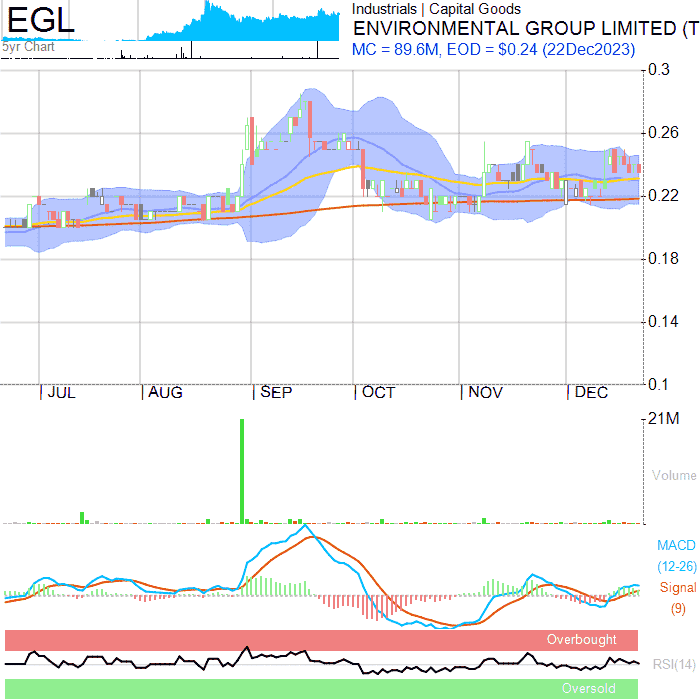 EGL
5yr Chart
Industrials | Capital Goods
ENVIRONMENTAL GROUP LIMITED (T
MC = 89.6M, EOD = $0.24 (22Dec2023)
0.3
0.26
0.22
0.18
0.14
0.1
JUL AUG SEP OCT NOV DEC
21M
Volume
MACD
(12-26)
Signal
(9)
Overbought
RSI(14)
Oversold